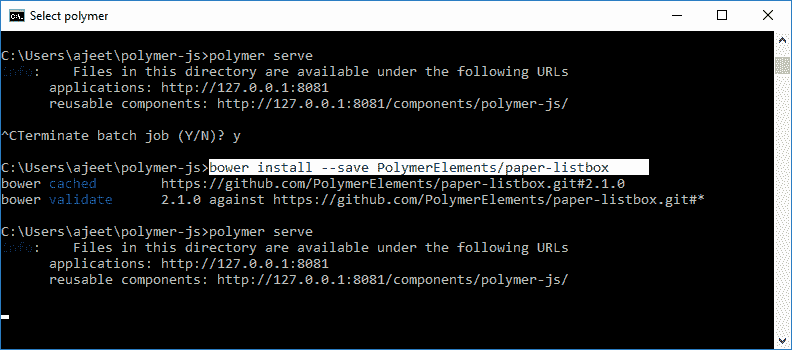 Select polymer
C:\Users\ajeet\polymer-js>polymer serve
info:    Files in this directory are available under the following URLs
      applications: http://127.0.0.1:8081
      reusable components: http://127.0.0.1:8081/components/polymer-js/
^CTerminate batch job (Y/N)? y
C:\Users\ajeet\polymer-js>bower install --save PolymerElements/paper-listbox
bower cached        https://github.com/PolymerElements/paper-listbox.git#2.1.0
bower validate      2.1.0 against https://github.com/PolymerElements/paper-listbox.git#*
C:\Users\ajeet\polymer-js>polymer serve
info:    Files in this directory are available under the following URLs
      applications: http://127.0.0.1:8081
      reusable components: http://127.0.0.1:8081/components/polymer-js/